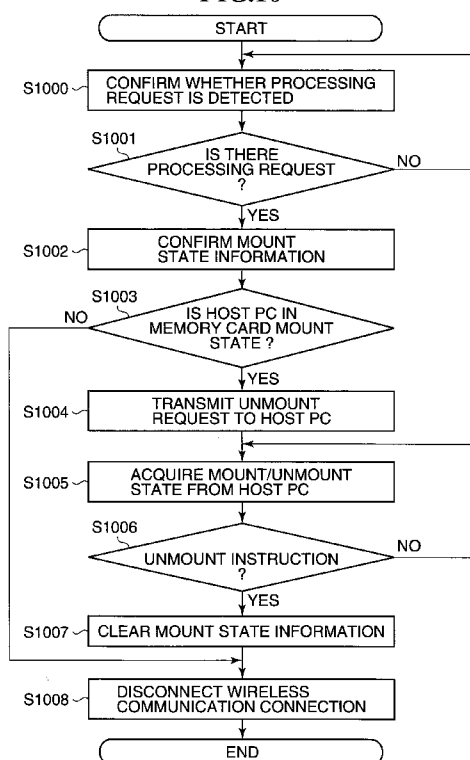 FIG.10
START
S1000
CONFIRM WHETHER PROCESSING
REQUEST IS DETECTED
S1001
IS THERE
PROCESSING REQUEST
?
NO
YES
S1002
CONFIRM MOUNT
STATE INFORMATION
S1003
NO
IS HOST PC IN
MEMORY CARD MOUNT
STATE ?
YES
S1004
TRANSMIT UNMOUNT
REQUEST TO HOST PC
S1005
ACQUIRE MOUNT/UNMOUNT
STATE FROM HOST PC
S1006
UNMOUNT INSTRUCTION
?
NO
YES
S1007
CLEAR MOUNT STATE INFORMATION
S1008
DISCONNECT WIRELESS
COMMUNICATION CONNECTION
END